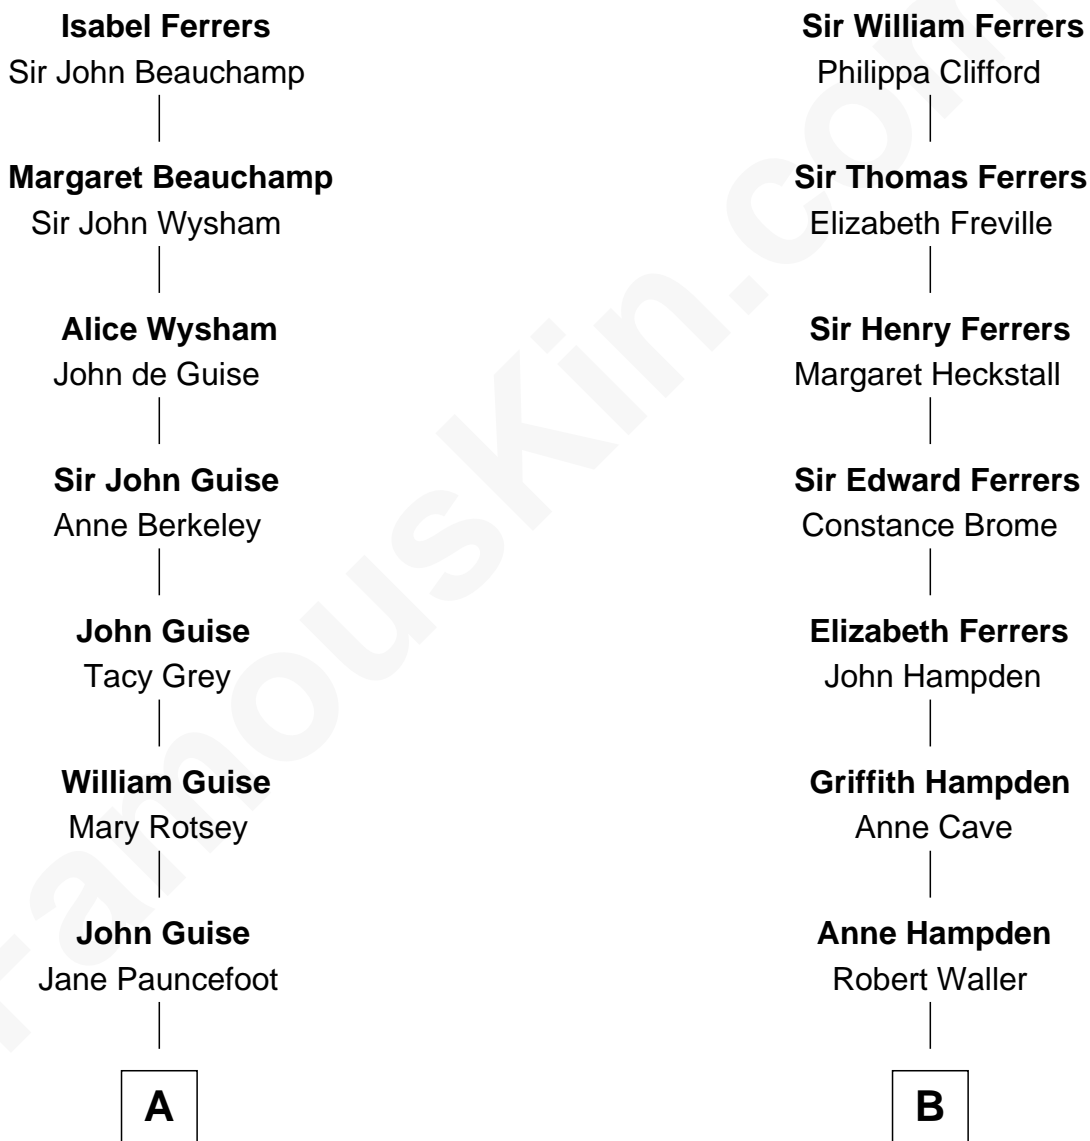 Isabel Ferrers
Sir John Beauchamp
Margaret Beauchamp
Sir John Wysham
Alice Wysham
John de Guise
Sir John Guise
Anne Berkeley
John Guise
Tacy Grey
William Guise
Mary Rotsey
John Guise
Jane Pauncefoot
A
Sir William Ferrers
Philippa Clifford
Sir Thomas Ferrers
Elizabeth Freville
Sir Henry Ferrers
Margaret Heckstall
Sir Edward Ferrers
Constance Brome
Elizabeth Ferrers
John Hampden
Griffith Hampden
Anne Cave
Anne Hampden
Robert Waller
B
FamousKin.com